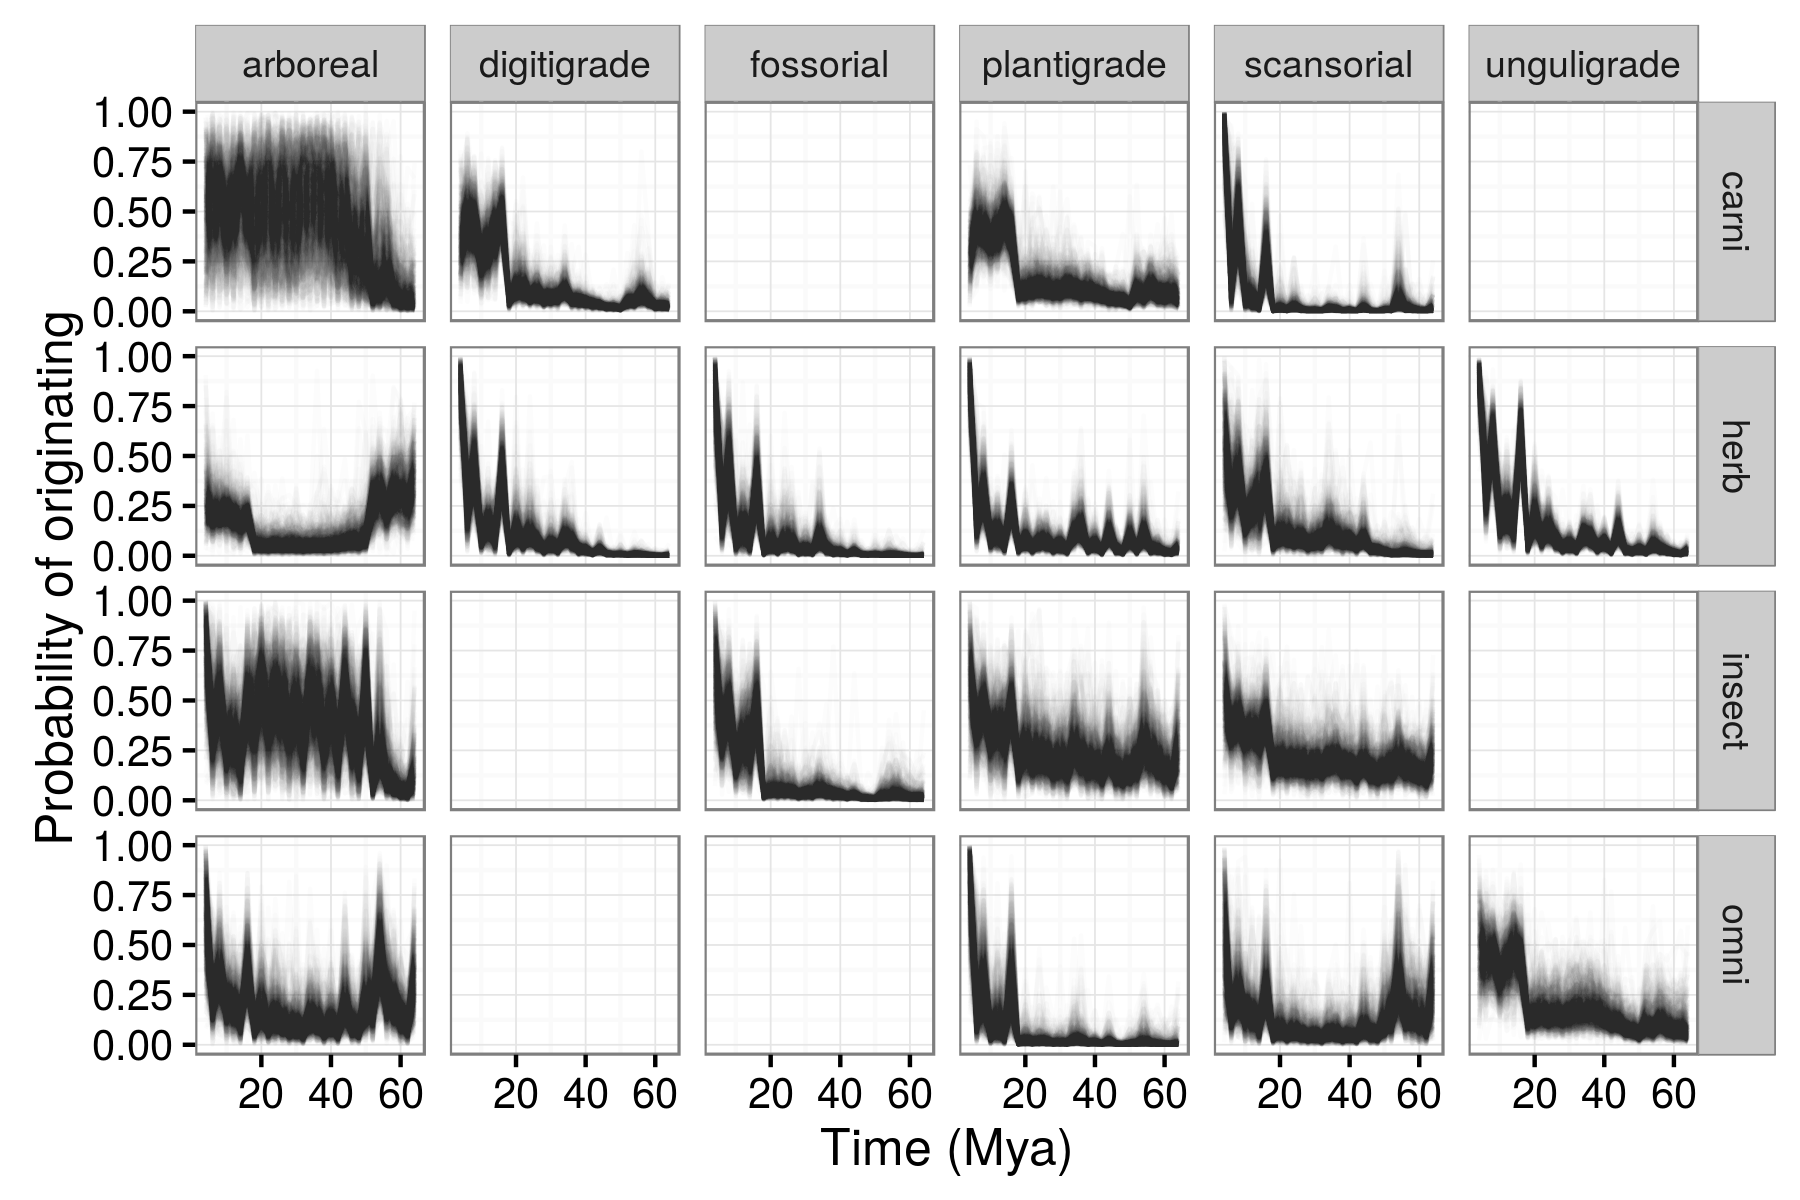 arboreal digitigrade fossorial plantigrade scansorial unguligrade
1.00
0.75
0.50
0.25
0.00
carni
1.00
0.75
0.50
0.25
0.00
herb
1.00
0.75
0.50
0.25
0.00
insect
1.00
0.75
0.50
0.25
0.00
omni
Probability of originating
20 40 60 20 40 60 20 40 60 20 40 60 20 40 60 20 40 60
Time (Mya)